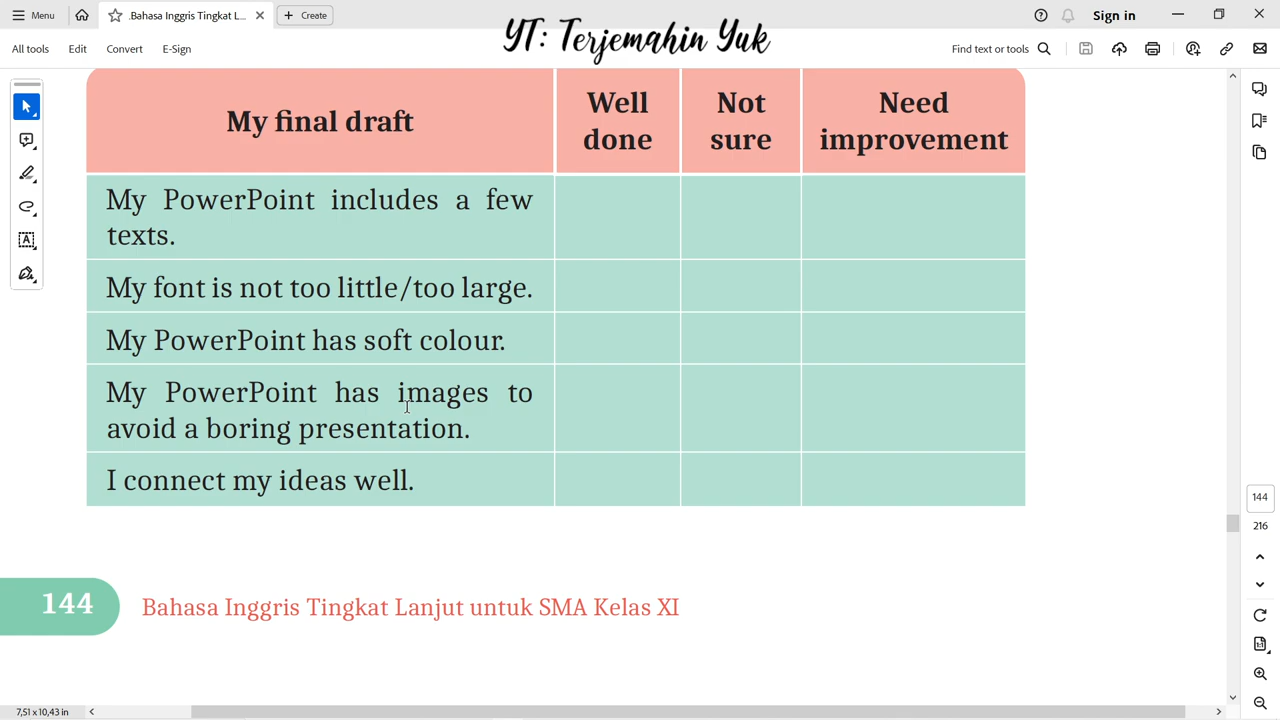 Menu
.Bahasa Inggris Tingkat L...
Create
Sign in
All tools
Edit
Convert
E-Sign
YT: Terjemahin Yuk
Find text or tools
My final draft
Well done
Not sure
Need improvement
My PowerPoint includes a few
texts.
My font is not too little/too large.
My PowerPoint has soft colour.
My PowerPoint has images to
avoid a boring presentation.
I connect my ideas well.
144
216
144
Bahasa Inggris Tingkat Lanjut untuk SMA Kelas XI
7,51 x 10,43 in